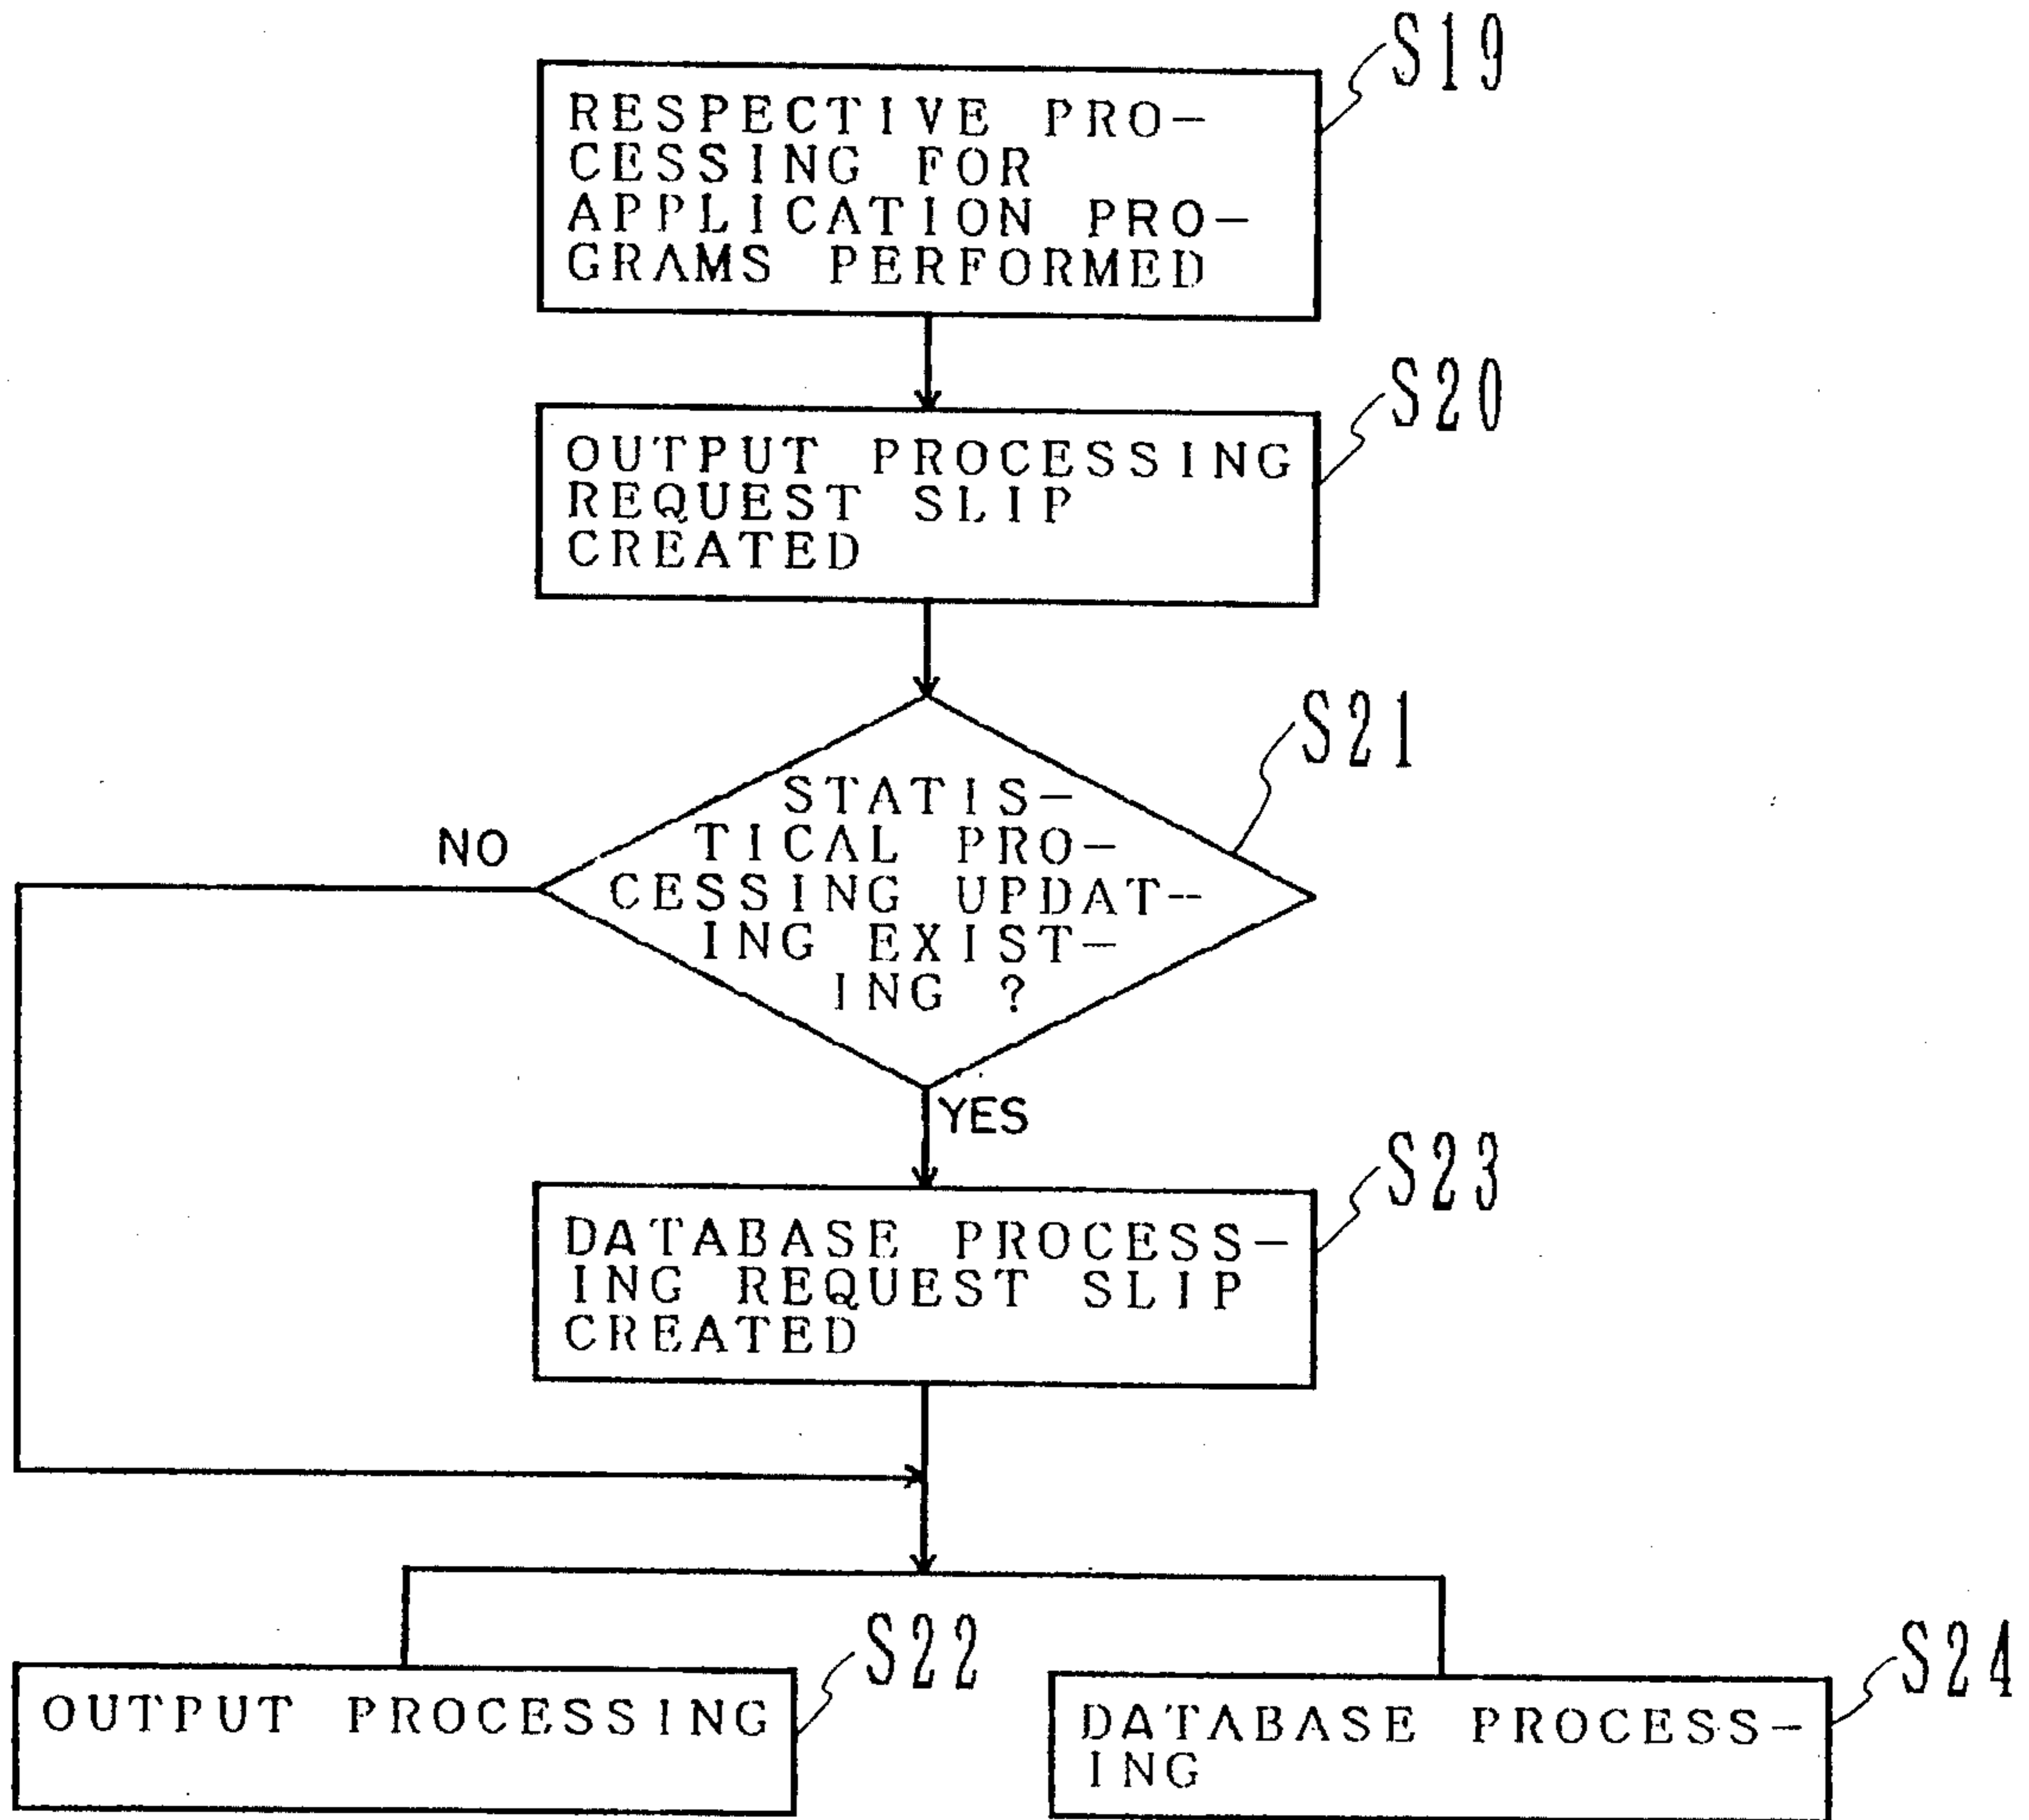 S19
RESPECTIVE PRO-
CESSING FOR
APPLICATION PRO-
GRAMS PERFORMED
S20
OUTPUT PROCESSING
REQUEST SLIP
CREATED
S21
STATIS-
TICAL PRO-
CESSING UPDAT-
ING EXIST-
ING ?
NO
YES
S23
DATABASE PROCESS-
ING REQUEST SLIP
CREATED
S22
OUTPUT PROCESSING
S24
DATABASE PROCESS-
ING